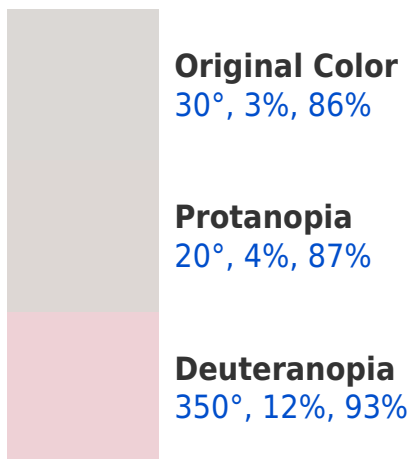 Original Color
30°, 3%, 86%
Protanopia
20°, 4%, 87%
Deuteranopia
350°, 12%, 93%